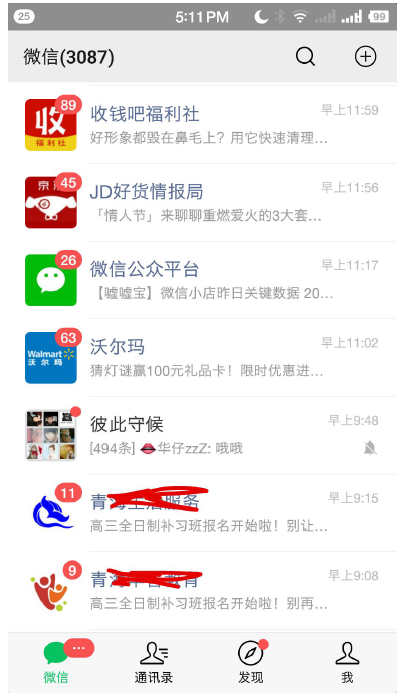 25
5:11 PM
99
微信(3087)
89
收
福利社
收钱吧福利社
早上11:59
好形象都毁在鼻毛上？用它快速清理…
45
京
JD好货情报局
早上11:56
「情人节」来聊聊重燃爱火的3大套…
26
微信公众平台
早上11:17
【嘘嘘宝】微信小店昨日关键数据 20…
63
Walmart
沃尔玛
沃尔玛
早上11:02
猜灯谜赢100元礼品卡！限时优惠进…
彼此守候
早上9:48
[494条] 👄华仔zzZ: 哦哦
11
青
服务
早上9:15
高三全日制补习班报名开始啦！别让…
9
青
早上9:08
高三全日制补习班报名开始啦！别再…
微信
通讯录
发现
我